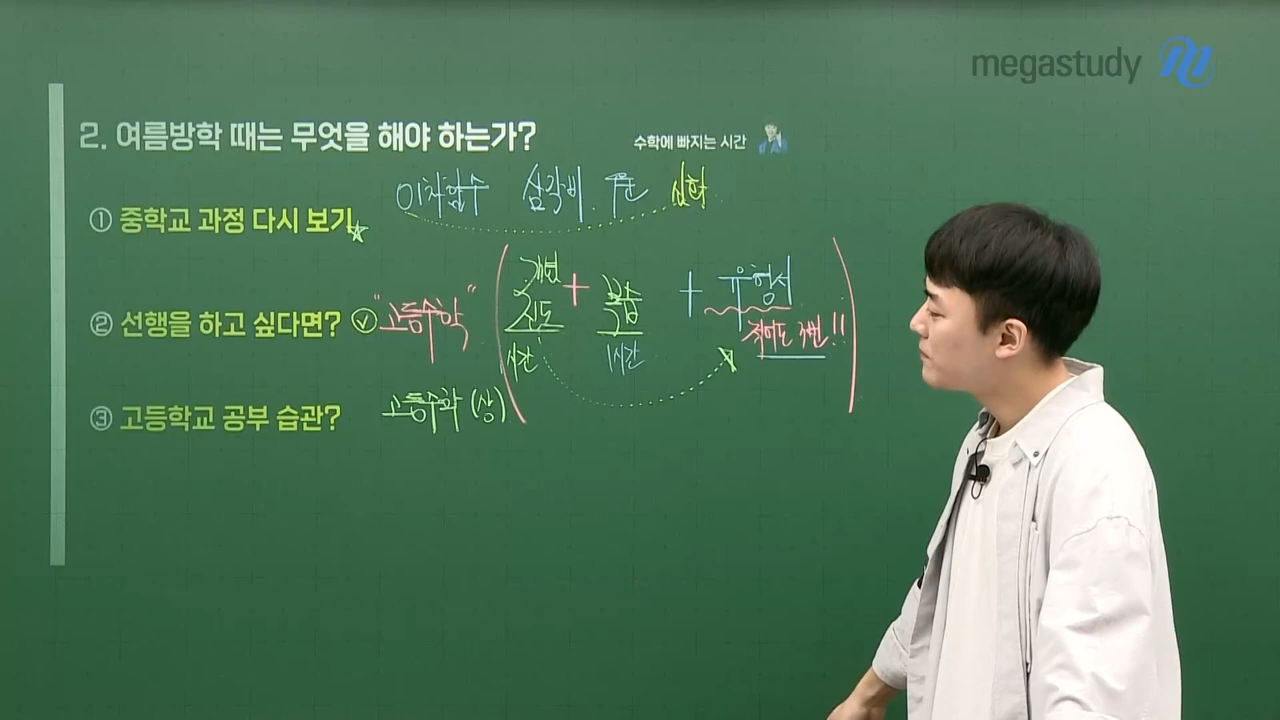 megastudy
2. 여름방학 때는 무엇을 해야 하는가?
수학에 빠지는 시간
이차함수 삼각비 심화
① 중학교 과정 다시 보기
개념 + 복습 + 유형서
진도
② 선행을 하고 싶다면?
"고등수학"
적어도 3번!!
시간 1시간
③ 고등학교 공부 습관?
고등수학 (상)